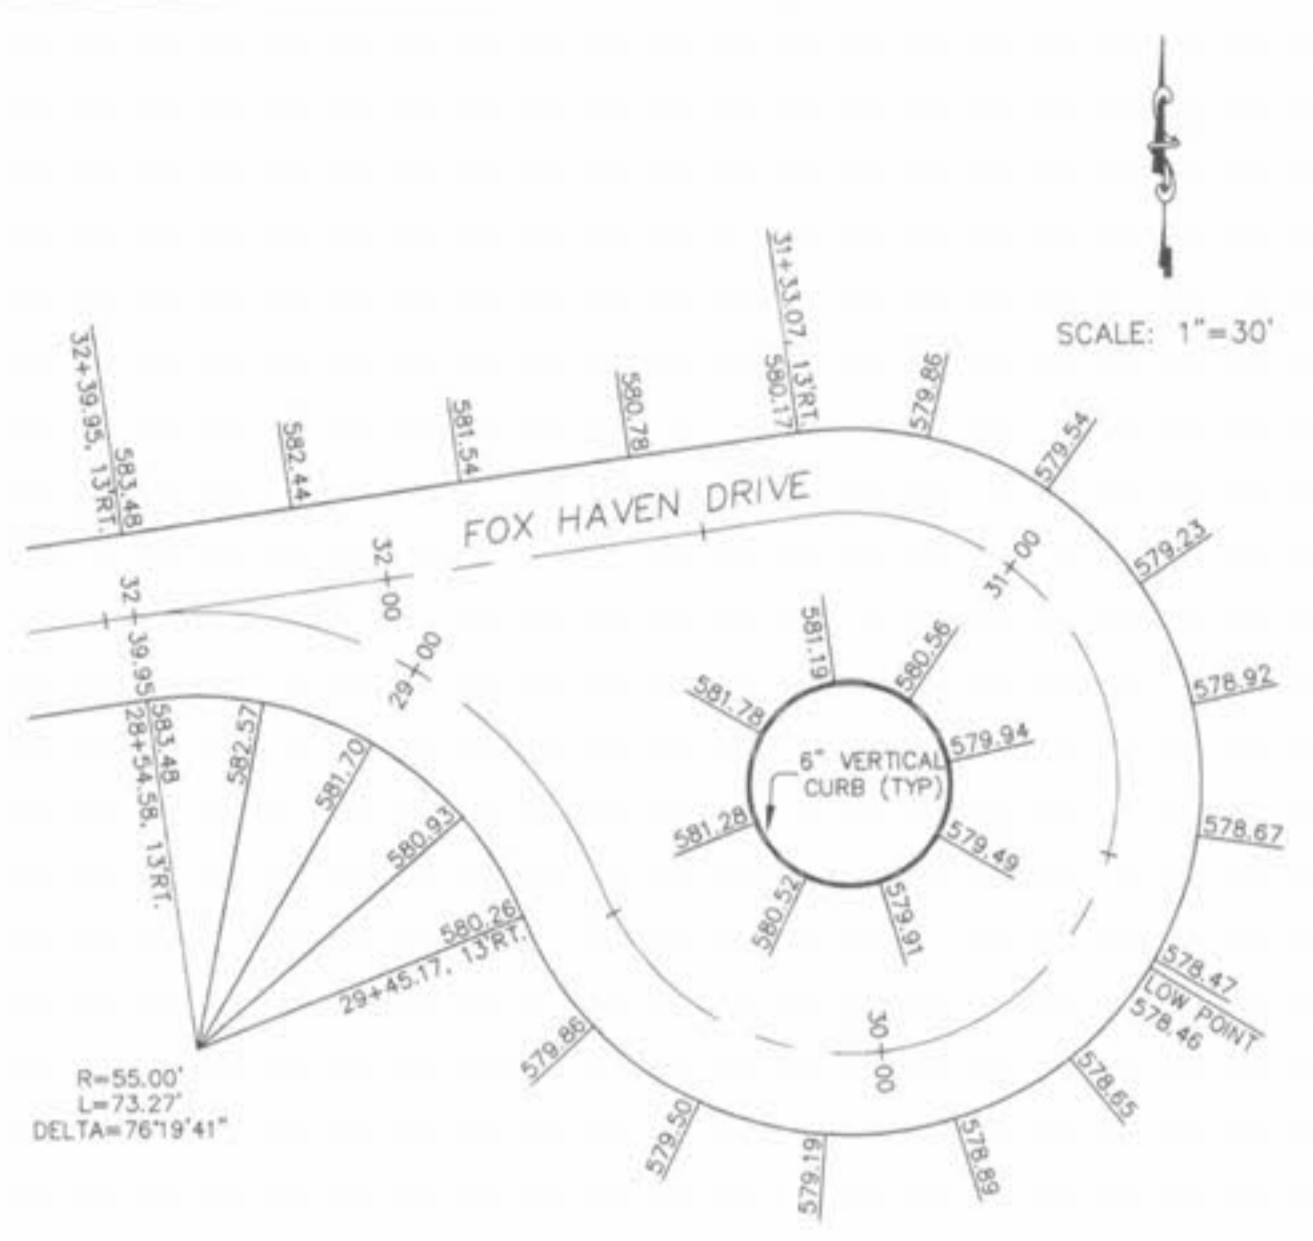 SCALE: 1"=30'
31+33.07, 13'RT.
580.17
579.86
579.54
579.23
578.92
578.67
578.47
LOW POINT
578.46
578.65
578.89
579.19
579.50
579.86
32+39.95, 13'RT.
583.48
582.44
581.54
580.78
FOX HAVEN DRIVE
32+00
31+00
32+39.95
29+00
30+00
583.48
28+54.58, 13'RT.
582.57
581.70
580.93
580.26
29+45.17, 13'RT.
581.19
580.56
581.78
579.94
6" VERTICAL
CURB (TYP)
581.28
579.49
580.52
579.91
R=55.00'
L=73.27'
DELTA=76°19'41"